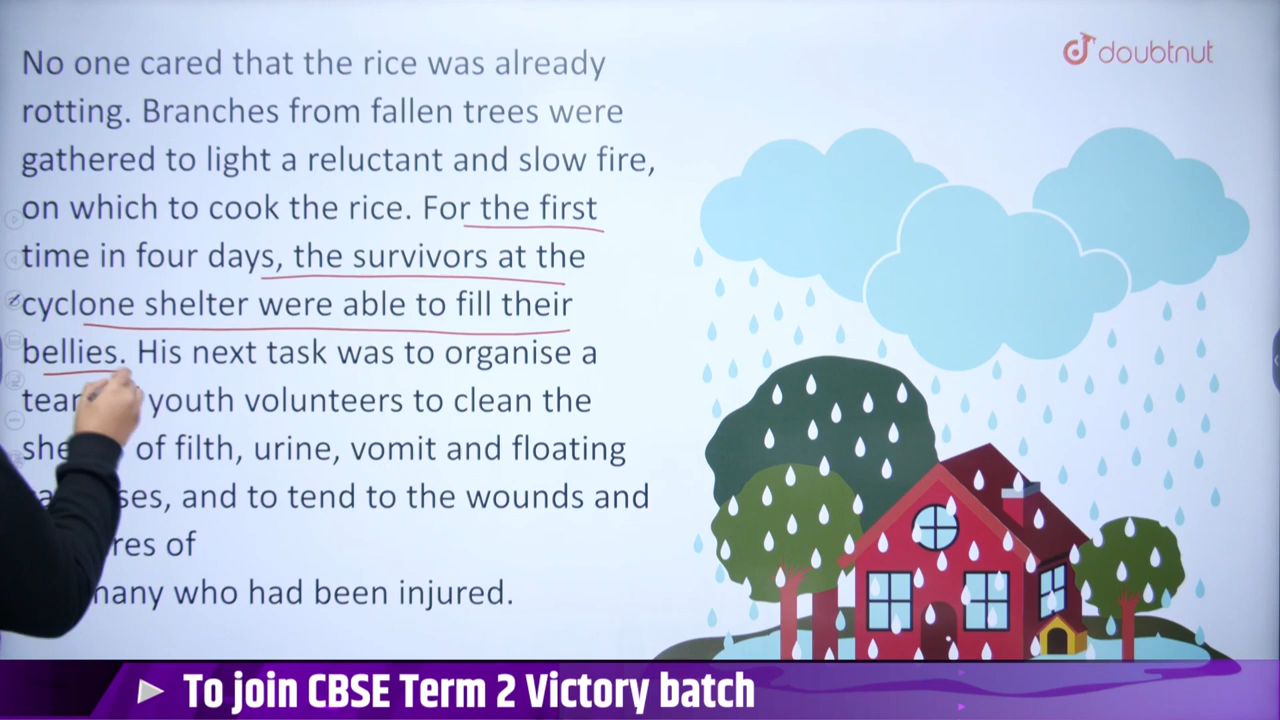 No one cared that the rice was already
rotting. Branches from fallen trees were
gathered to light a reluctant and slow fire,
on which to cook the rice. For the first
time in four days, the survivors at the
cyclone shelter were able to fill their
bellies. His next task was to organise a
youth volunteers to clean the
of filth, urine, vomit and floating
and to tend to the wounds and
of
many who had been injured.
doubtnut
To join CBSE Term 2 Victory batch